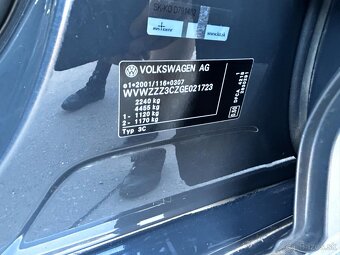 VOLKSWAGEN AG
e1*2001/116*0307
WVWZZZ3CZGE021723
2240 kg
4455 kg
1 - 1120 kg
2 - 1170 kg
Typ 3C